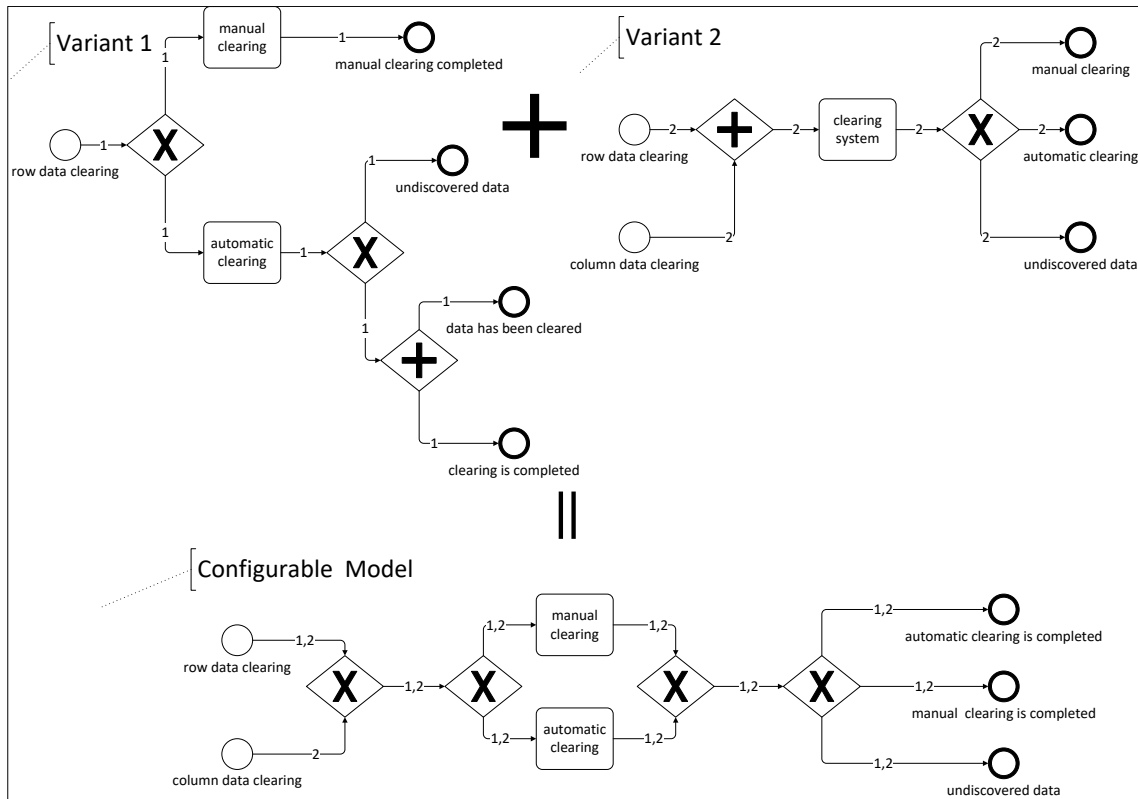 Variant 1
manual
clearing
1
manual clearing completed
1
row data clearing
1
X
1
automatic
clearing
1
X
1
undiscovered data
1
1
data has been cleared
1
clearing is completed
Variant 2
row data clearing
2
column data clearing
2
2
clearing
system
2
X
2
manual clearing
2
automatic clearing
2
undiscovered data
Configurable Model
row data clearing
1,2
column data clearing
2
X
1,2
X
1,2
manual
clearing
1,2
1,2
automatic
clearing
1,2
X
1,2
X
1,2
automatic clearing is completed
1,2
manual clearing is completed
1,2
undiscovered data